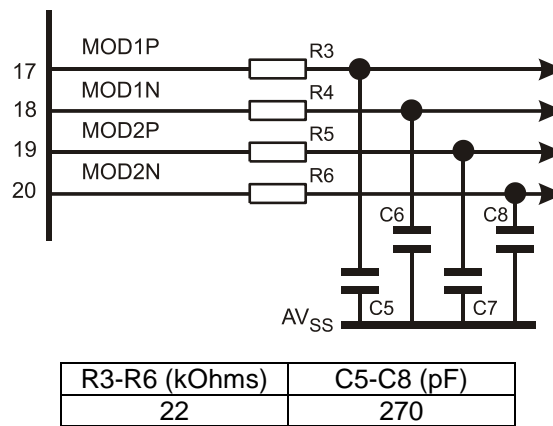 MOD1P
R3
17
MOD1N
R4
18
MOD2P
R5
19
MOD2N
R6
20
C6
C8
C5
C7
AVSS
R3-R6 (kOhms) C5-C8 (pF)
22 270